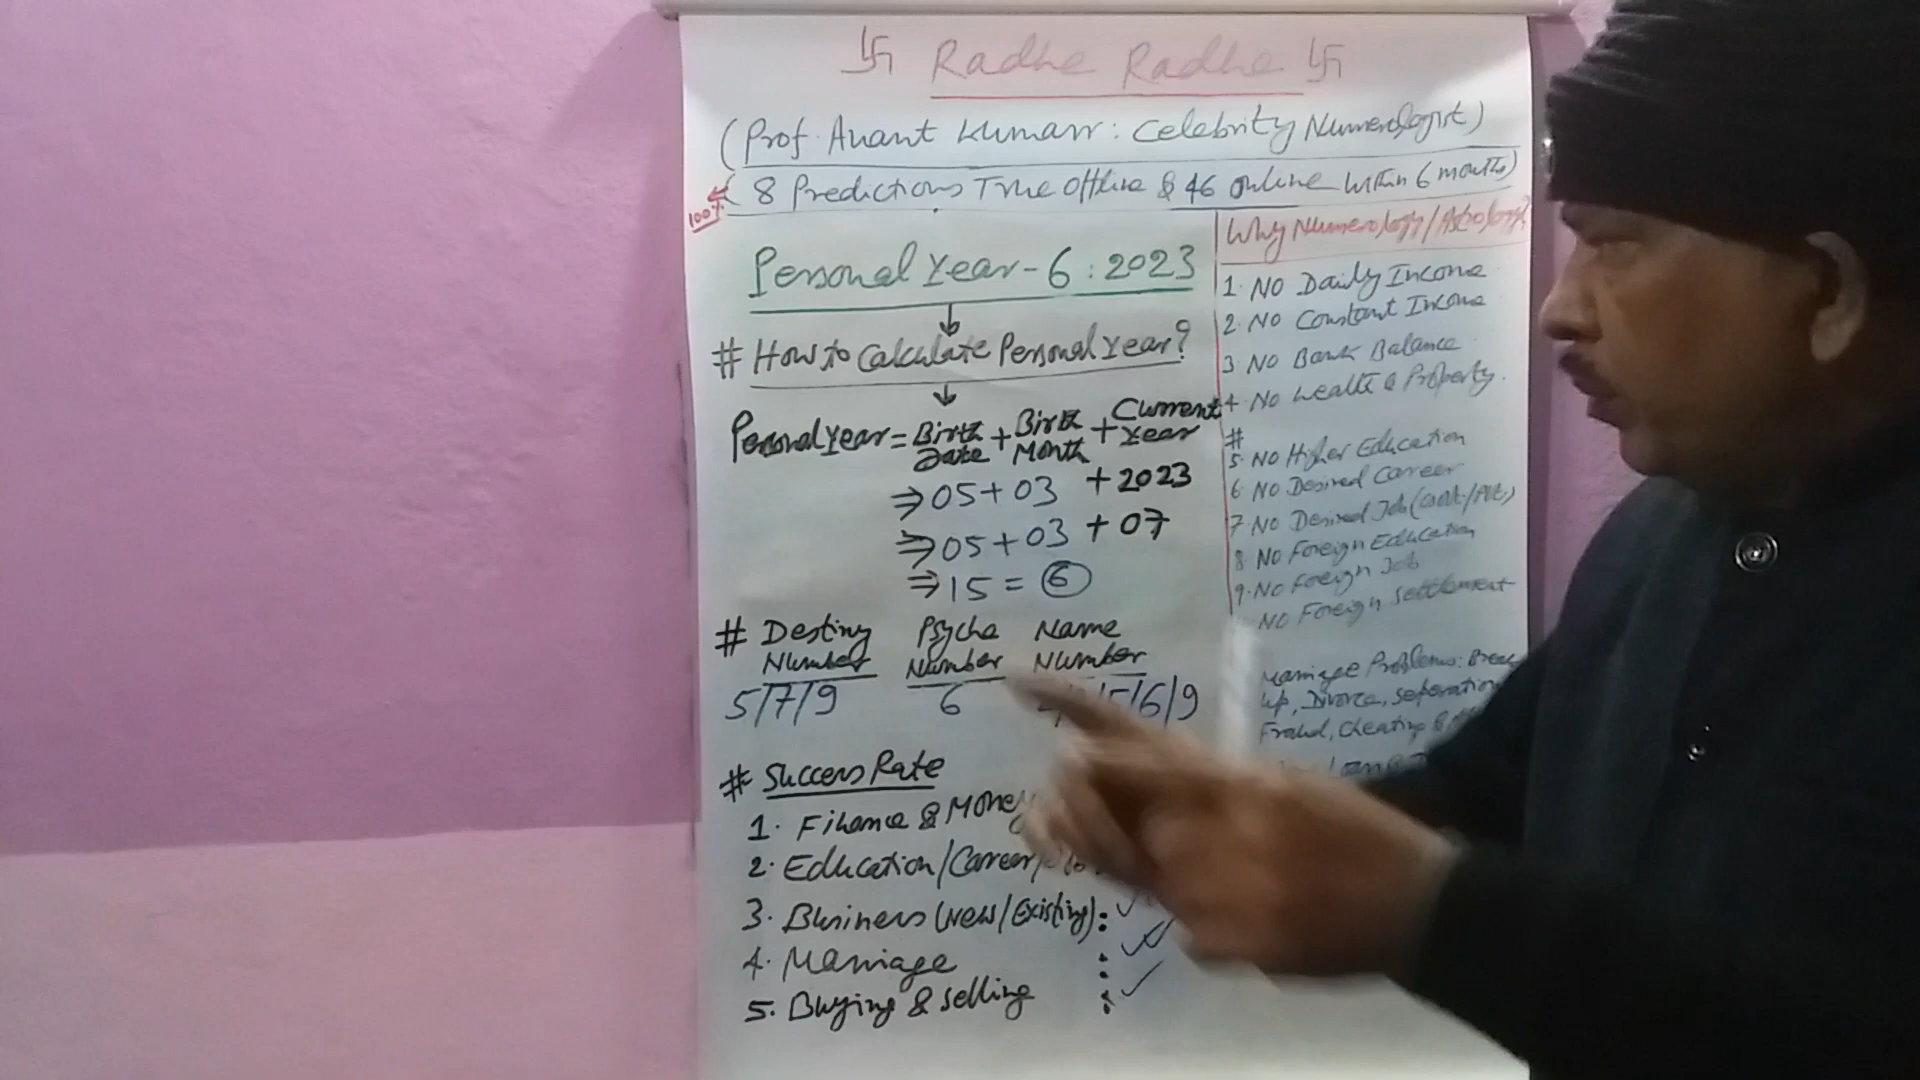 卐 Radhe Radhe 卐
(Prof. Anant Kumarr: Celebrity Numerologist)
100% ( 8 Predictions True Offline & 46 online within 6 months)
Personal Year - 6 : 2023
# How to Calculate Personal Year?
Personal Year = Birth Date + Birth Month + Current Year
⇒ 05 + 03 + 2023
⇒ 05 + 03 + 07
⇒ 15 = 6
# Destiny Psyche Name
Number Number Number
5/7/9 6 5/6/9
# Success Rate
1. Finance & Money
2. Education/Career/
3. Business (New/Existing) : ✓
4. Marriage : ✓✓
5. Buying & Selling : ✓
Why Numerology/Astrology?
1. No Daily Income
2. No Constant Income
3. No Bank Balance
4. No Wealth & Property.
#
5. No Higher Education
6. No Desired Career
7. No Desired Job (Govt./Pvt.)
8. No Foreign Education
9. No Foreign Job
No Foreign Settlement
Marriage Problems: Break
up, Divorce, Separation
Fraud, Cheating &